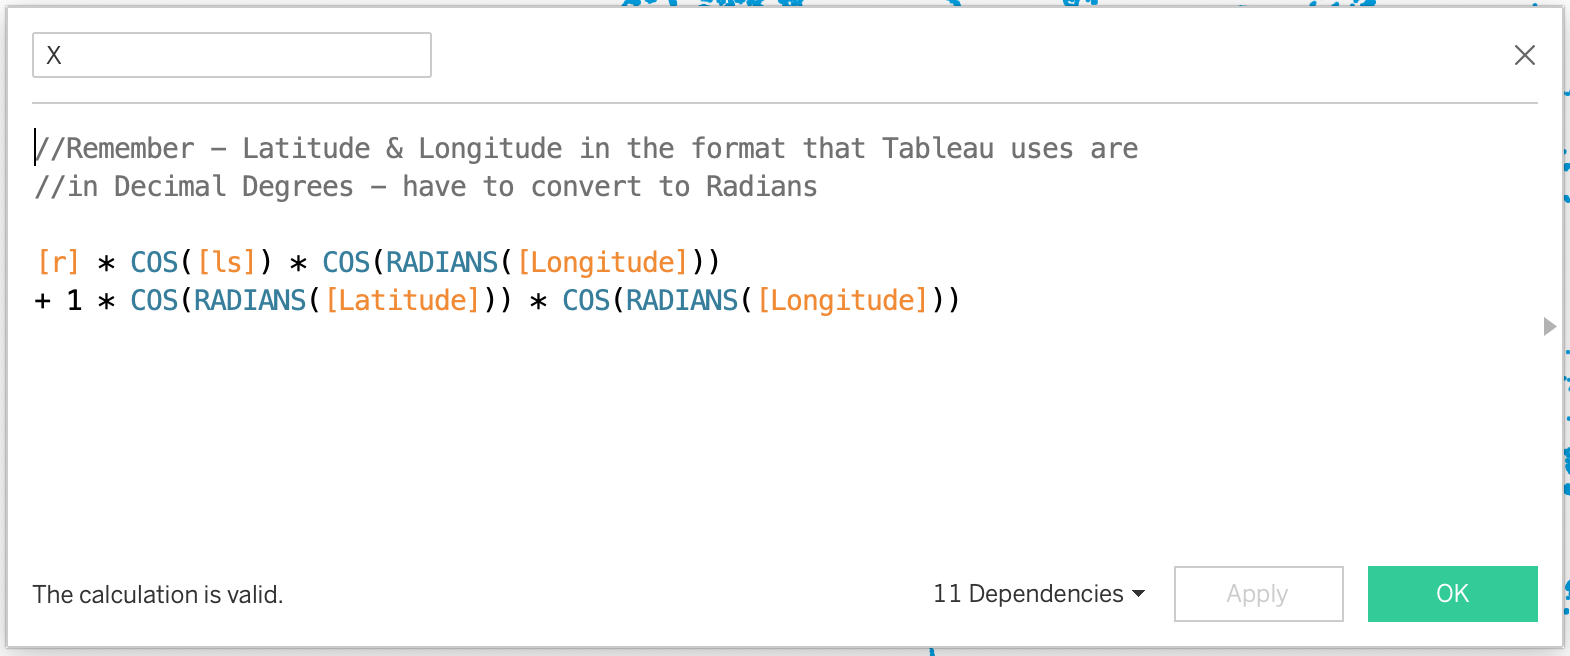 X
//Remember – Latitude & Longitude in the format that Tableau uses are
//in Decimal Degrees – have to convert to Radians
[r] * COS([ls]) * COS(RADIANS([Longitude]))
+ 1 * COS(RADIANS([Latitude])) * COS(RADIANS([Longitude]))
The calculation is valid.
11 Dependencies
Apply
OK